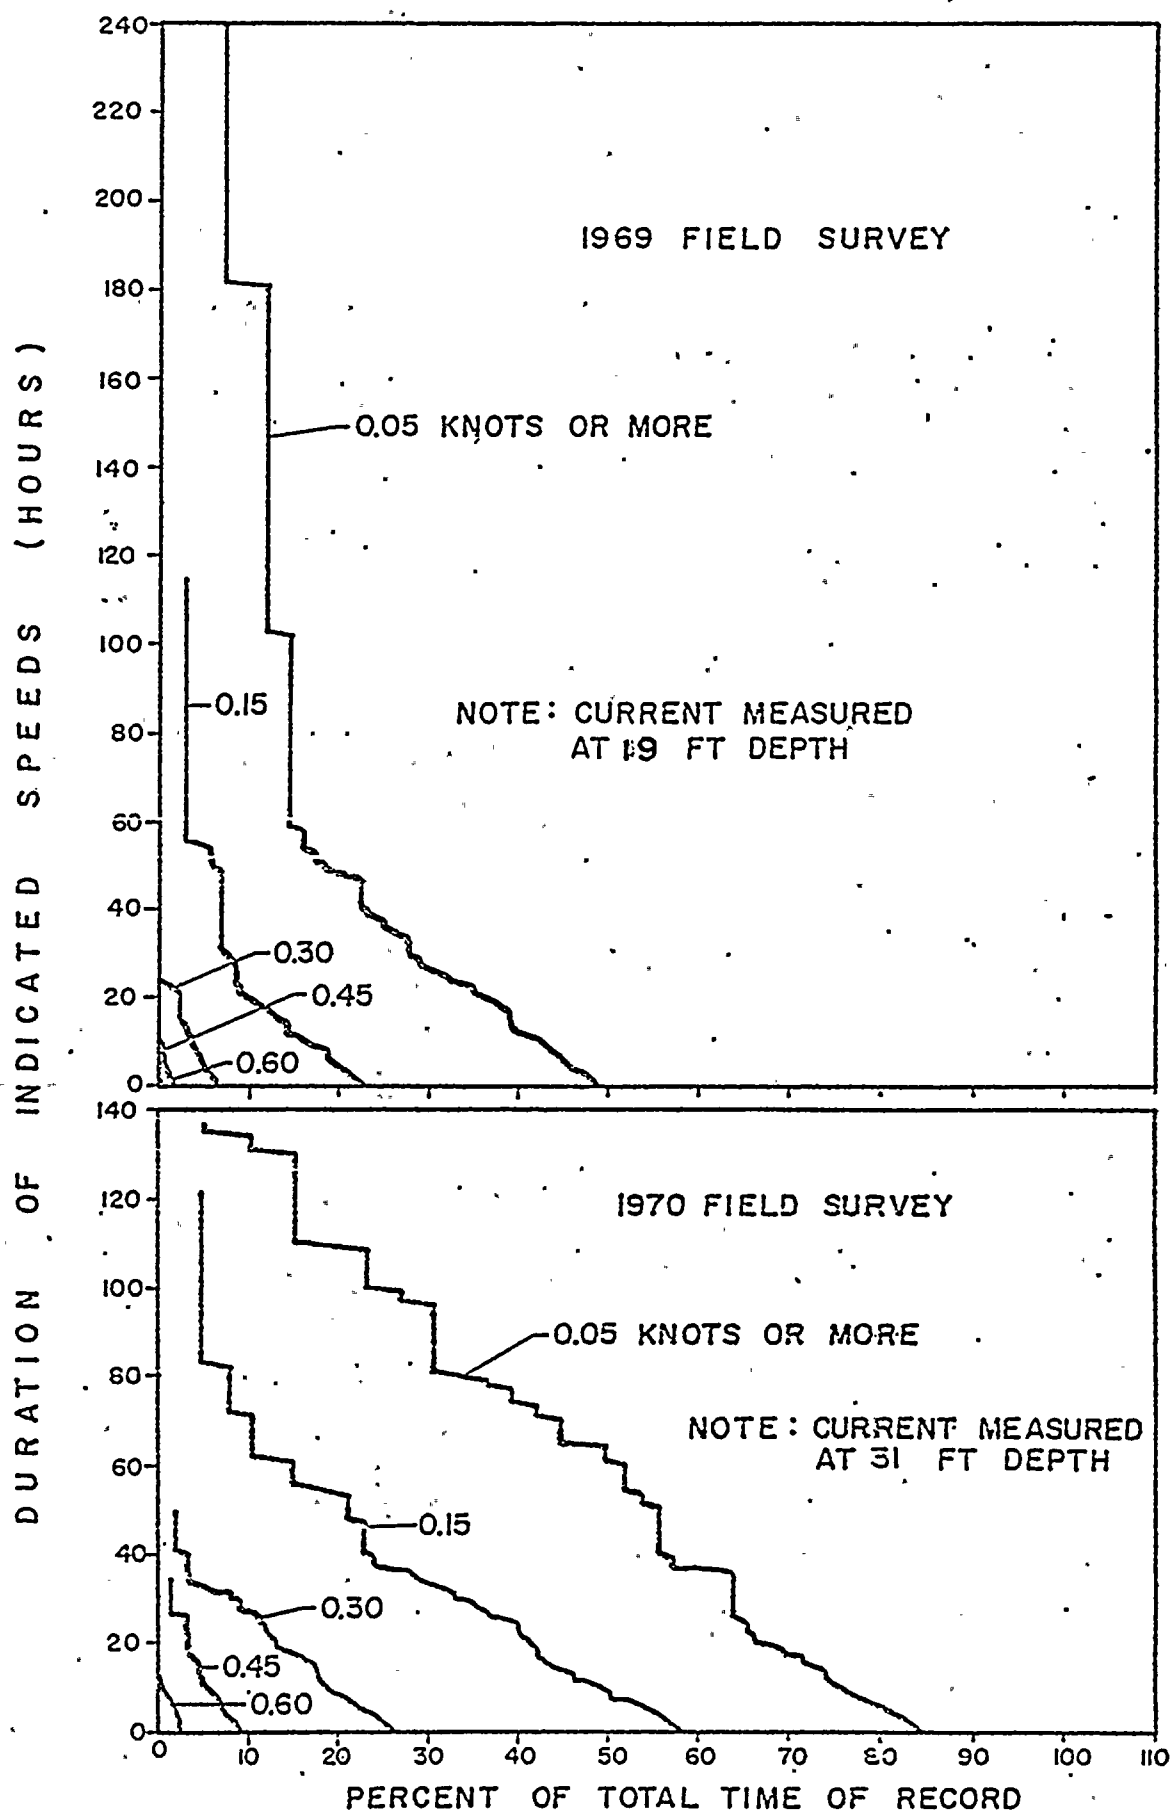 DURATION OF INDICATED SPEEDS (HOURS)
240
220
200
180
160
140
120
100
80
60
40
20
0
1969 FIELD SURVEY
0.05 KNOTS OR MORE
0.15
NOTE: CURRENT MEASURED
AT 19 FT DEPTH
0.30
0.45
0.60
140
120
100
80
60
40
20
0
1970 FIELD SURVEY
0.05 KNOTS OR MORE
NOTE: CURRENT MEASURED
AT 31 FT DEPTH
0.15
0.30
0.45
0.60
0 10 20 30 40 50 60 70 80 90 100 110
PERCENT OF TOTAL TIME OF RECORD